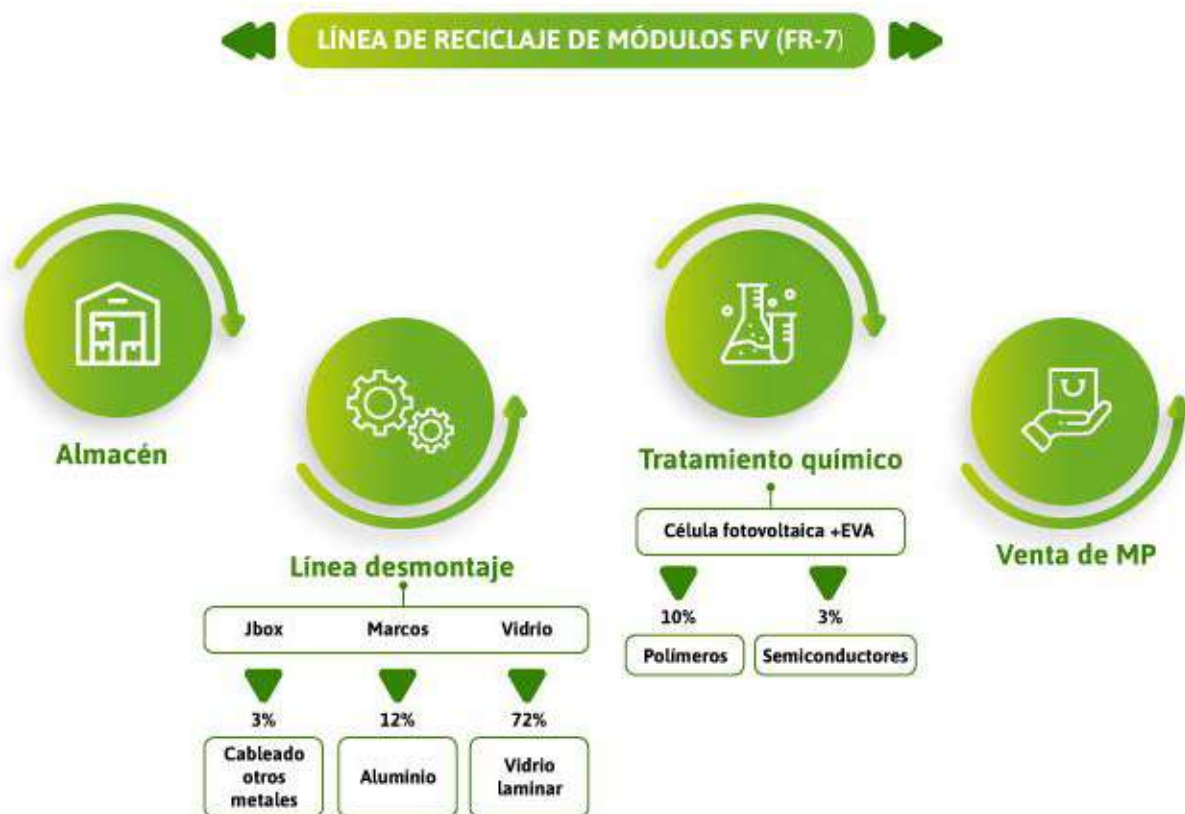 LÍNEA DE RECICLAJE DE MÓDULOS FV (FR-7)
Almacén
Línea desmontaje
Jbox Marcos Vidrio
3% 12% 72%
Cableado
otros
metales
Aluminio
Vidrio
laminar
Tratamiento químico
Célula fotovoltaica +EVA
10% 3%
Polímeros Semiconductores
Venta de MP